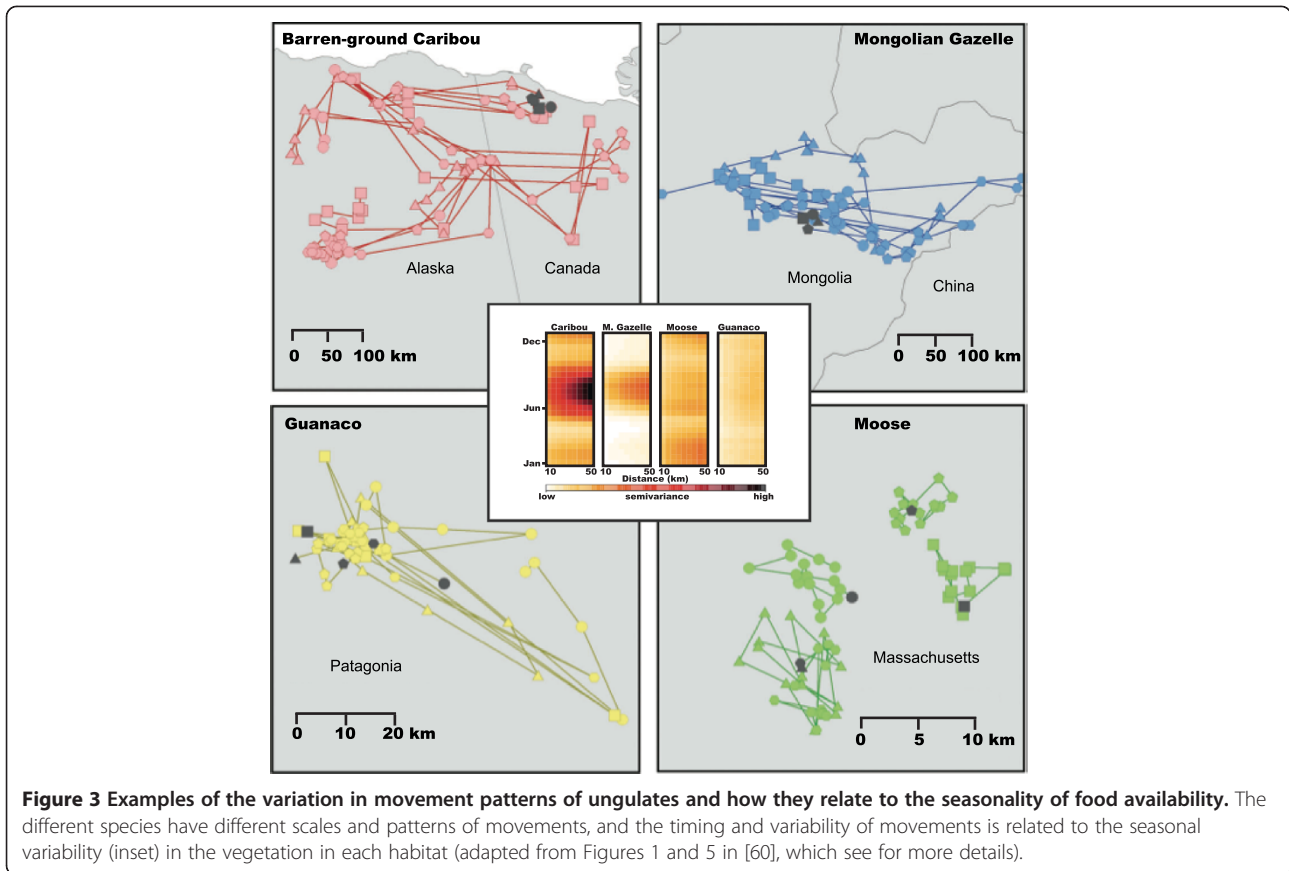 Barren-ground Caribou
Alaska
Canada
0 50 100 km
Mongolian Gazelle
Mongolia
China
0 50 100 km
Caribou M. Gazelle Moose Guanaco
Dec
Jun
Jan
10 50 10 50 10 50 10 50
Distance (km)
low semivariance high
Guanaco
Patagonia
0 10 20 km
Moose
Massachusetts
0 5 10 km
Figure 3 Examples of the variation in movement patterns of ungulates and how they relate to the seasonality of food availability. The
different species have different scales and patterns of movements, and the timing and variability of movements is related to the seasonal
variability (inset) in the vegetation in each habitat (adapted from Figures 1 and 5 in [60], which see for more details).